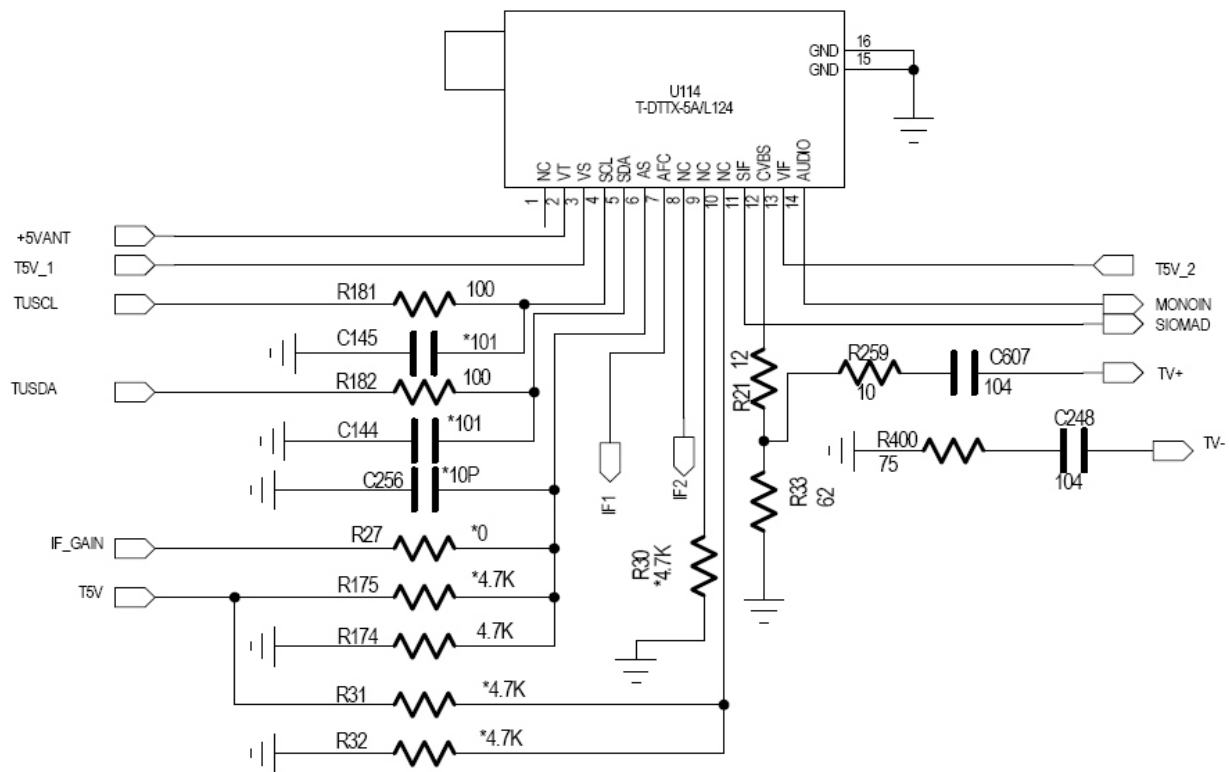 GND 16
GND 15
U114
T-DTTX-5A/L124
NC VT VS SCL SDA AS AFC NC NC NC SIF CVBS VIF AUDIO
1 2 3 4 5 6 7 8 9 10 11 12 13 14
+5VANT
T5V_1
T5V_2
TUSCL R181 100
MONOIN
SIOMAD
C145 *101
TUSDA R182 100
R21 12
R259 10
C607 104
TV+
C144 *101
R400 75
C248 104
TV-
C256 *10P
IF1
IF2
R33 62
IF_GAIN R27 *0
R30 *4.7K
T5V R175 *4.7K
R174 4.7K
R31 *4.7K
R32 *4.7K